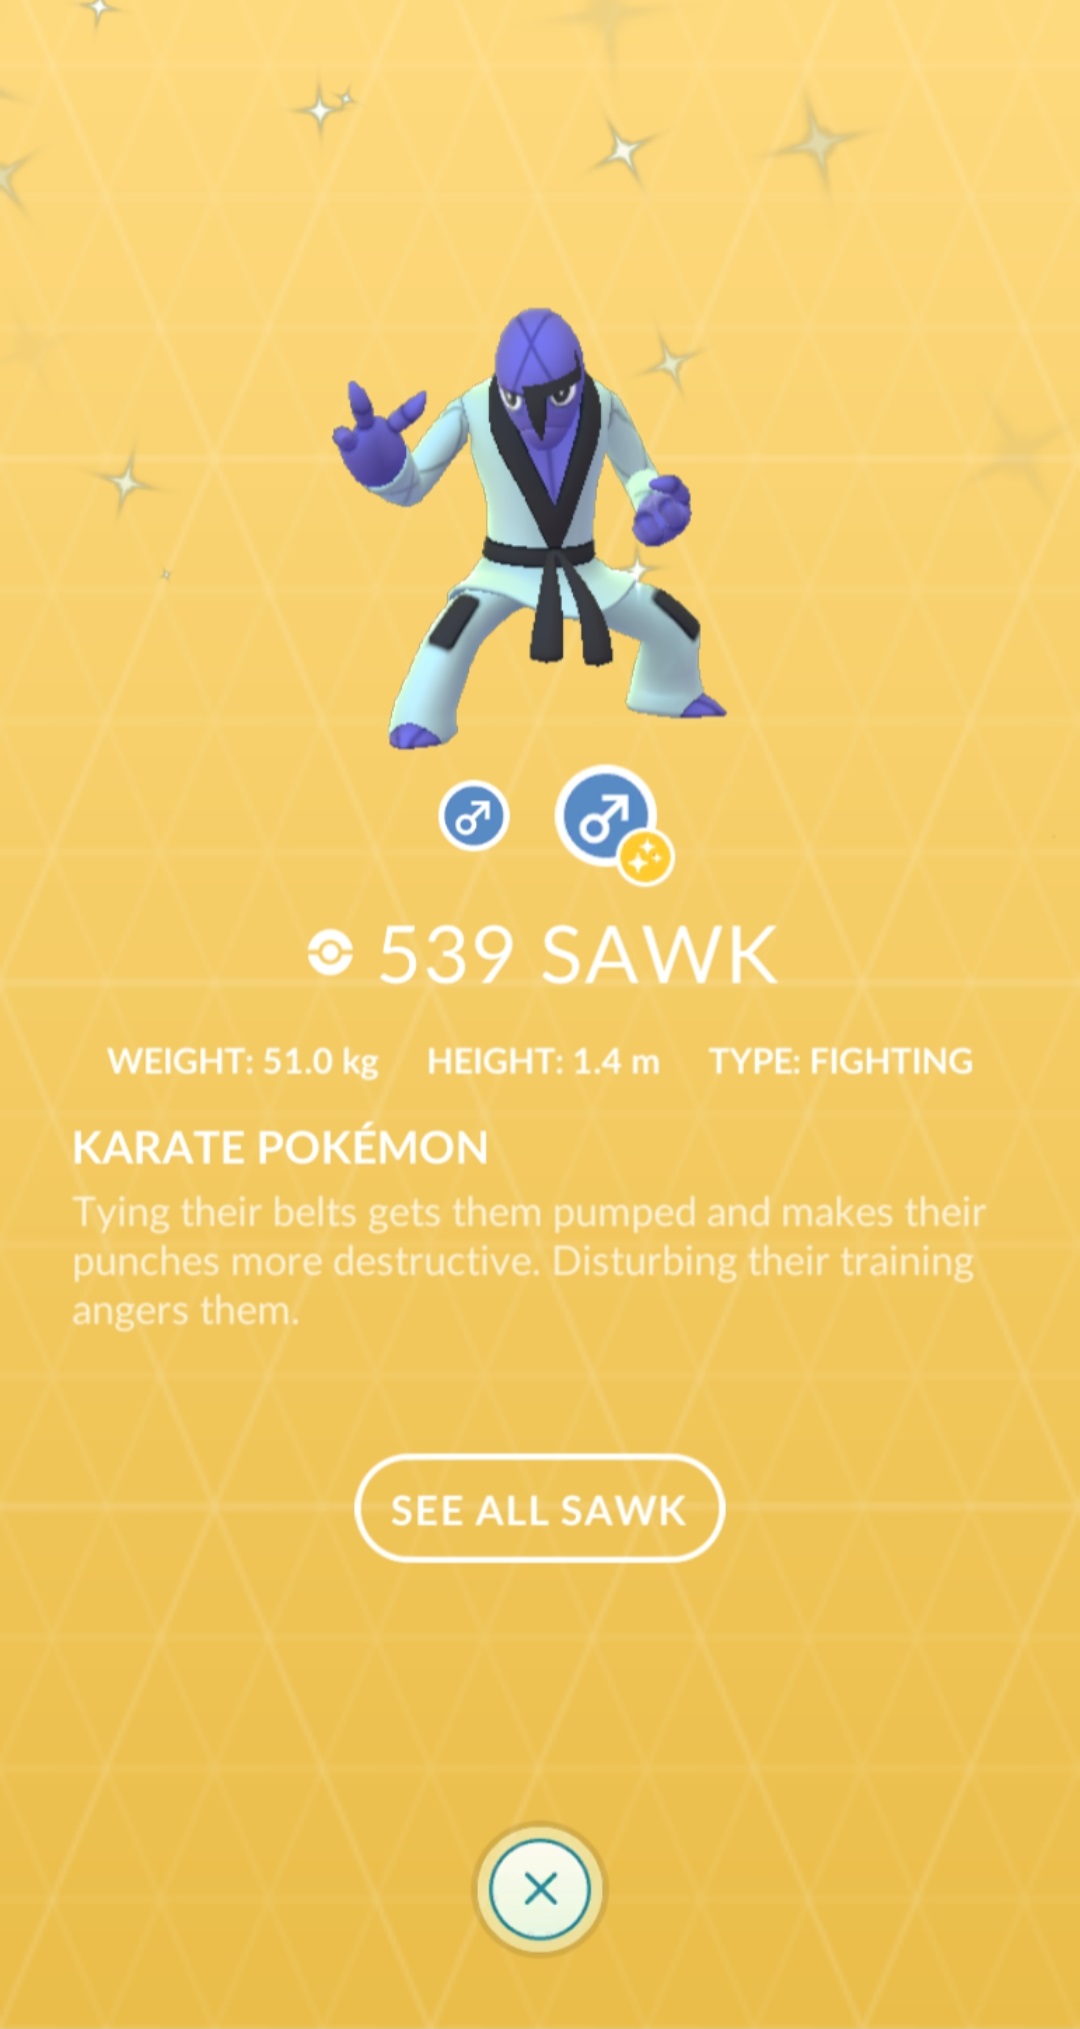 539 SAWK
WEIGHT: 51.0 kg HEIGHT: 1.4 m TYPE: FIGHTING
KARATE POKÉMON
Tying their belts gets them pumped and makes their
punches more destructive. Disturbing their training
angers them.
SEE ALL SAWK